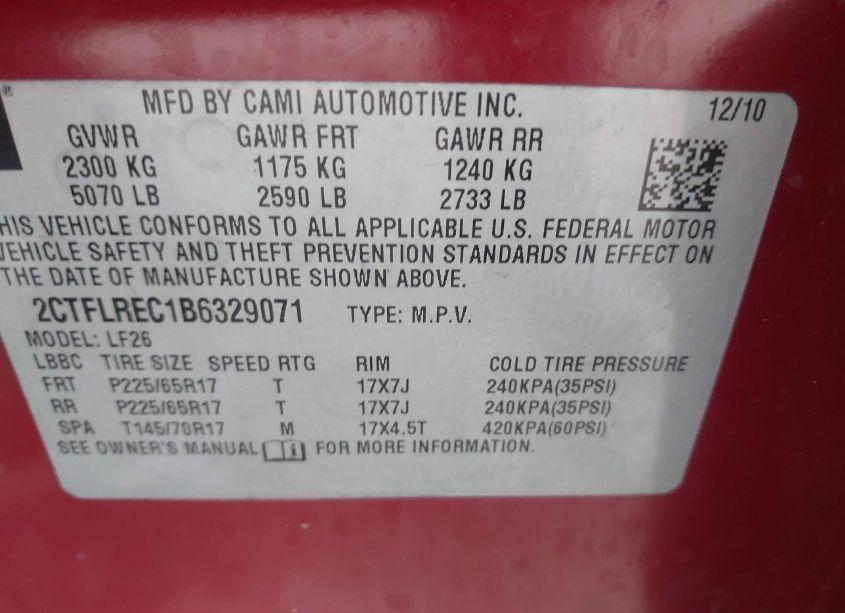 ®
MFD BY CAMI AUTOMOTIVE INC. 12/10
GVWR GAWR FRT GAWR RR
2300 KG 1175 KG 1240 KG
5070 LB 2590 LB 2733 LB
HIS VEHICLE CONFORMS TO ALL APPLICABLE U.S. FEDERAL MOTOR
VEHICLE SAFETY AND THEFT PREVENTION STANDARDS IN EFFECT ON
THE DATE OF MANUFACTURE SHOWN ABOVE.
2CTFLREC1B6329071 TYPE: M.P.V.
MODEL: LF26
LBBC TIRE SIZE SPEED RTG RIM COLD TIRE PRESSURE
FRT P225/65R17 T 17X7J 240KPA(35PSI)
RR P225/65R17 T 17X7J 240KPA(35PSI)
SPA T145/70R17 M 17X4.5T 420KPA(60PSI)
SEE OWNER'S MANUAL FOR MORE INFORMATION.